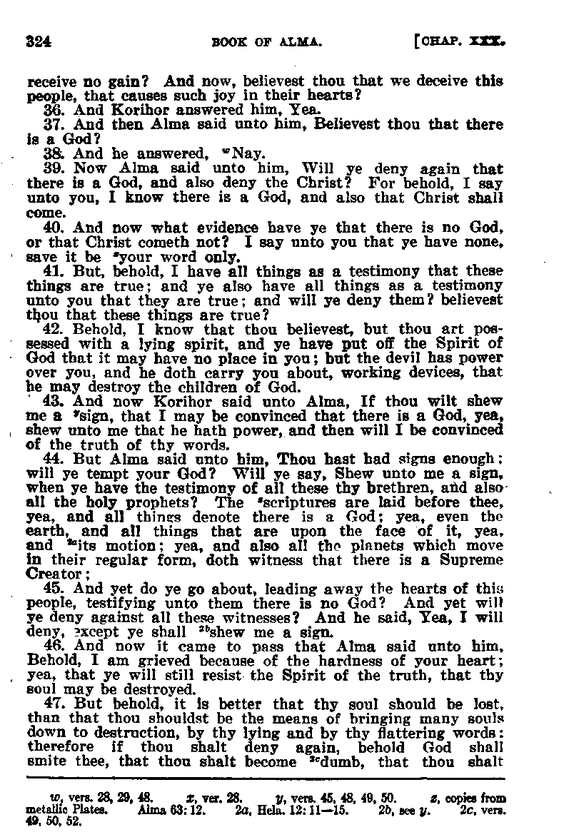 324 BOOK OF ALMA. [CHAP. XXX.
receive no gain? And now, believest thou that we deceive this
people, that causes such joy in their hearts?
36. And Korihor answered him, Yea.
37. And then Alma said unto him, Believest thou that there
is a God?
38. And he answered, ʷNay.
39. Now Alma said unto him, Will ye deny again that
there is a God, and also deny the Christ? For behold, I say
unto you, I know there is a God, and also that Christ shall
come.
40. And now what evidence have ye that there is no God,
or that Christ cometh not? I say unto you that ye have none,
save it be ˣyour word only.
41. But, behold, I have all things as a testimony that these
things are true; and ye also have all things as a testimony
unto you that they are true; and will ye deny them? believest
thou that these things are true?
42. Behold, I know that thou believest, but thou art pos-
sessed with a lying spirit, and ye have put off the Spirit of
God that it may have no place in you; but the devil has power
over you, and he doth carry you about, working devices, that
he may destroy the children of God.
43. And now Korihor said unto Alma, If thou wilt shew
me a ʸsign, that I may be convinced that there is a God, yea,
shew unto me that he hath power, and then will I be convinced
of the truth of thy words.
44. But Alma said unto him, Thou hast had signs enough;
will ye tempt your God? Will ye say, Shew unto me a sign,
when ye have the testimony of all these thy brethren, and also
all the holy prophets? The ᶻscriptures are laid before thee,
yea, and all things denote there is a God; yea, even the
earth, and all things that are upon the face of it, yea,
and ²ᵃits motion; yea, and also all the planets which move
in their regular form, doth witness that there is a Supreme
Creator;
45. And yet do ye go about, leading away the hearts of this
people, testifying unto them there is no God? And yet will
ye deny against all these witnesses? And he said, Yea, I will
deny, except ye shall ²ᵇshew me a sign.
46. And now it came to pass that Alma said unto him,
Behold, I am grieved because of the hardness of your heart;
yea, that ye will still resist the Spirit of the truth, that thy
soul may be destroyed.
47. But behold, it is better that thy soul should be lost,
than that thou shouldst be the means of bringing many souls
down to destruction, by thy lying and by thy flattering words:
therefore if thou shalt deny again, behold God shall
smite thee, that thou shalt become ²ᶜdumb, that thou shalt
w, vers. 28, 29, 48. x, ver. 28. y, vers. 45, 48, 49, 50. z, copies from
metallic Plates. Alma 63: 12. 2a, Hela. 12: 11—15. 2b, see y. 2c, vers.
49, 50, 52.